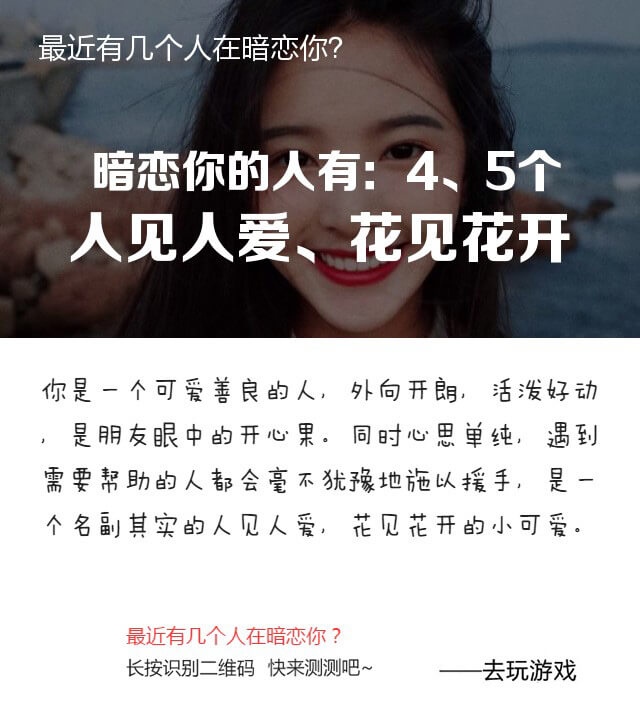 最近有几个人在暗恋你?
暗恋你的人有：4、5个
人见人爱、花见花开
你是一个可爱善良的人，外向开朗，活泼好动
，是朋友眼中的开心果。同时心思单纯，遇到
需要帮助的人都会毫不犹豫地施以援手，是一
个名副其实的人见人爱，花见花开的小可爱。
最近有几个人在暗恋你？
长按识别二维码 快来测测吧~
——去玩游戏